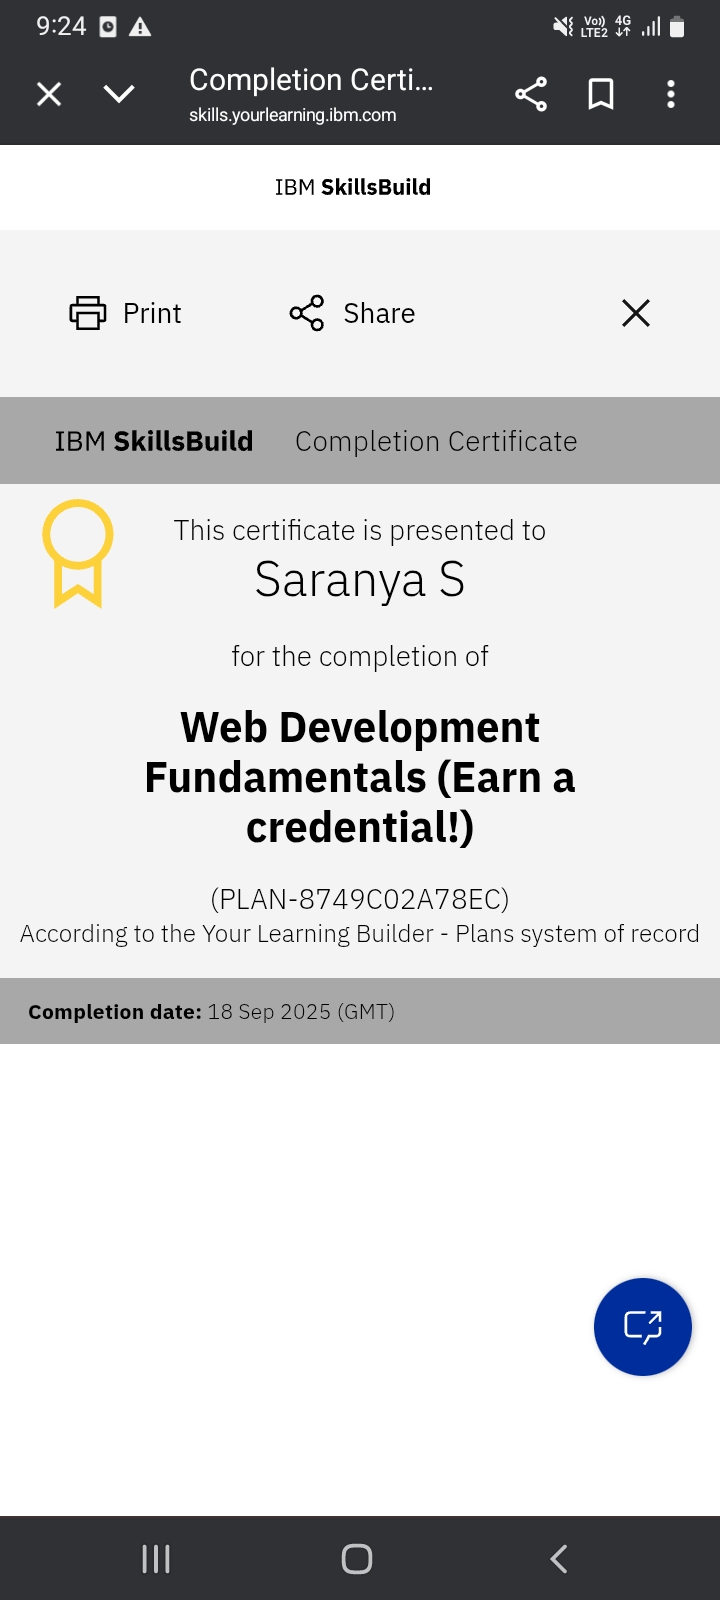 9:24
Vo)) 4G
LTE2
Completion Certi...
skills.yourlearning.ibm.com
IBM SkillsBuild
Print
Share
IBM SkillsBuild Completion Certificate
This certificate is presented to
Saranya S
for the completion of
Web Development
Fundamentals (Earn a
credential!)
(PLAN-8749C02A78EC)
According to the Your Learning Builder - Plans system of record
Completion date: 18 Sep 2025 (GMT)